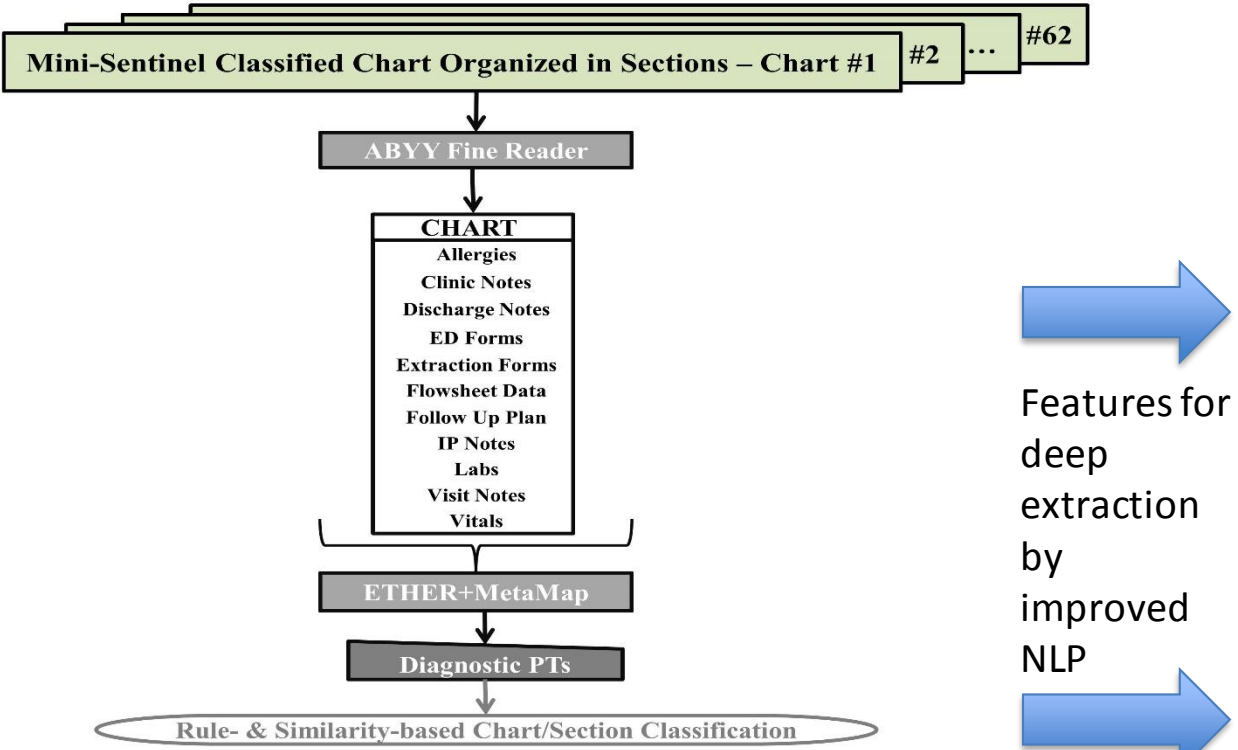 Mini-Sentinel Classified Chart Organized in Sections – Chart #1
#2
...
#62
ABYY Fine Reader
CHART
Allergies
Clinic Notes
Discharge Notes
ED Forms
Extraction Forms
Flowsheet Data
Follow Up Plan
IP Notes
Labs
Visit Notes
Vitals
ETHER+MetaMap
Diagnostic PTs
Rule- & Similarity-based Chart/Section Classification
Features for
deep
extraction
by
improved
NLP